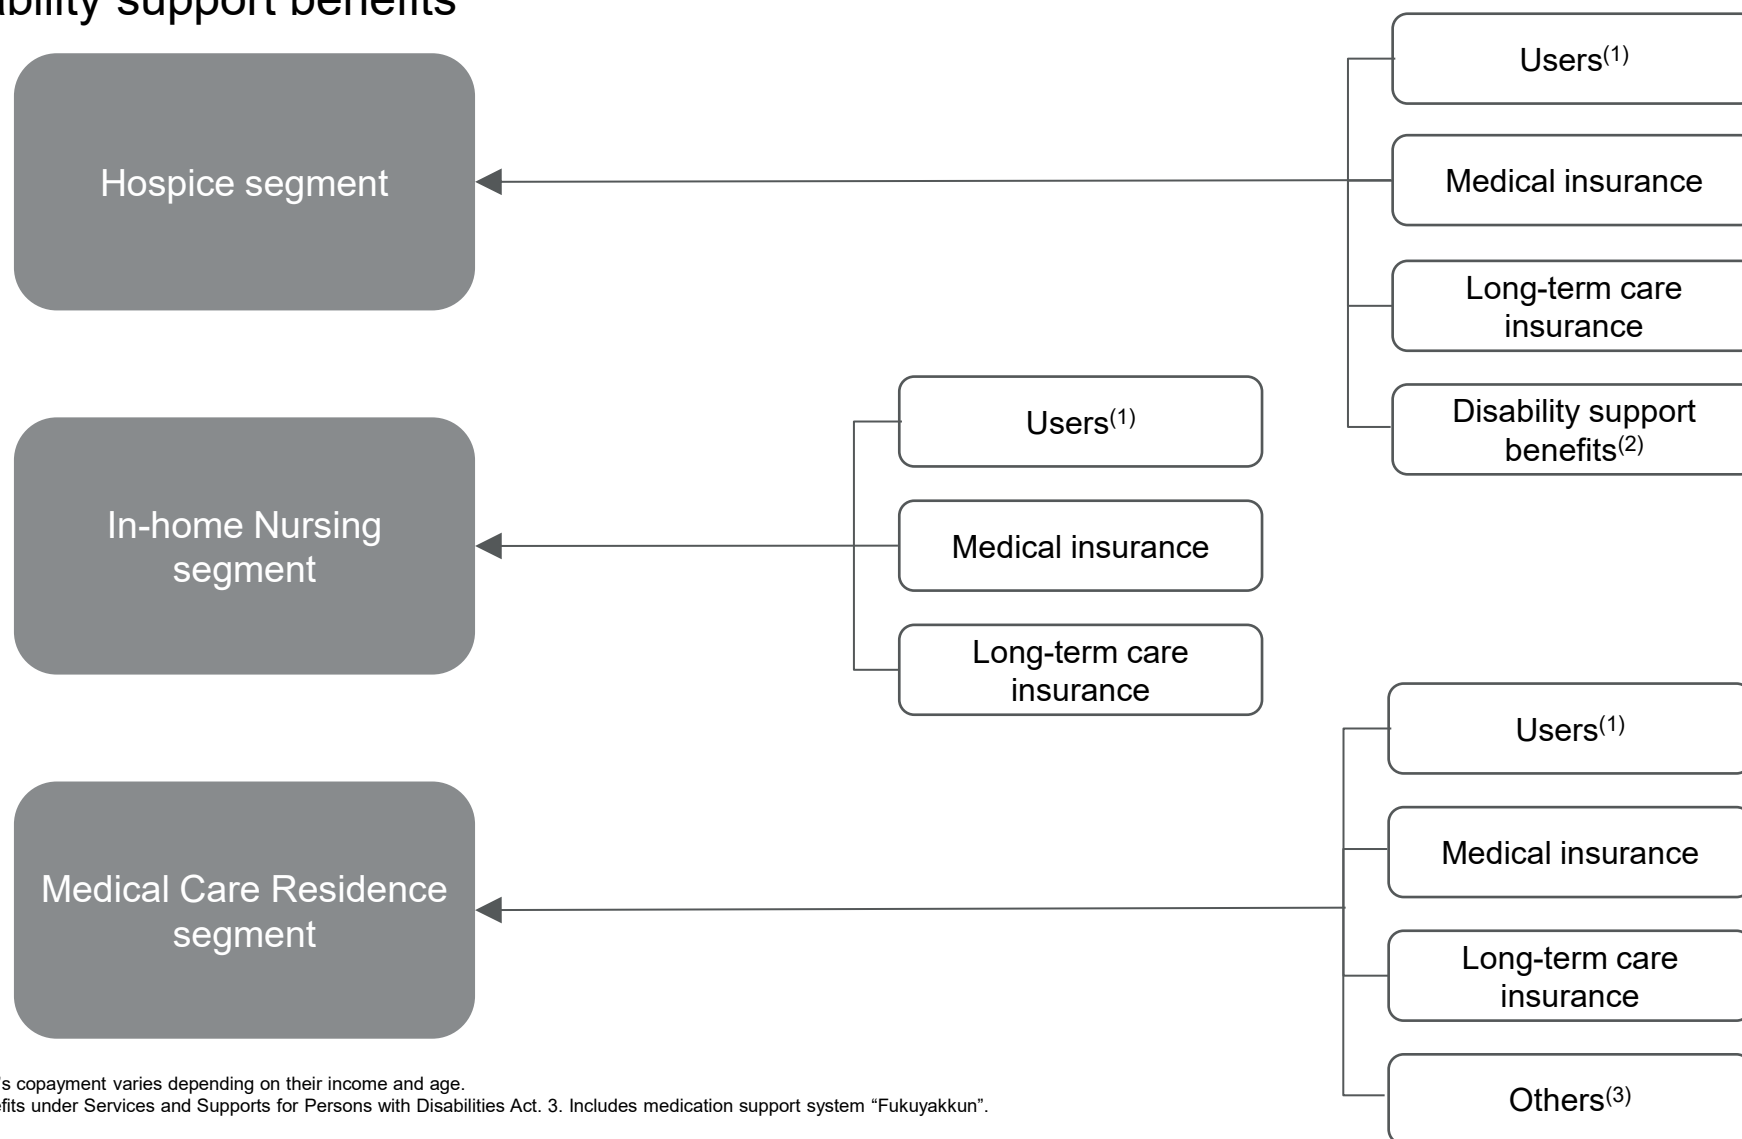 support benefits
Users(1)
Hospice segment
Medical insurance
Long-term care
insurance
Disability support
benefits(2)
In-home Nursing
segment
Users(1)
Medical insurance
Long-term care
insurance
Medical Care Residence
segment
Users(1)
Medical insurance
Long-term care
insurance
Others(3)
's copayment varies depending on their income and age.
under Services and Supports for Persons with Disabilities Act. 3. Includes medication support system “Fukuyakkun”.